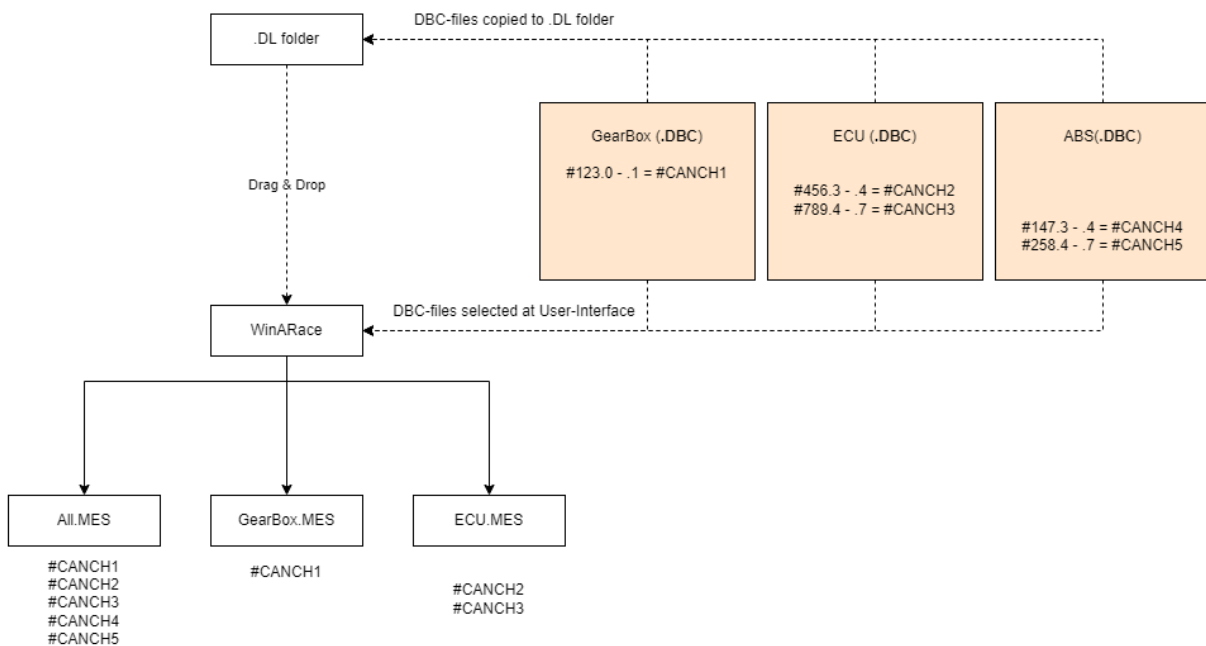 DBC-files copied to .DL folder
.DL folder
GearBox (.DBC)
#123.0 - .1 = #CANCH1
ECU (.DBC)
#456.3 - .4 = #CANCH2
#789.4 - .7 = #CANCH3
ABS(.DBC)
#147.3 - .4 = #CANCH4
#258.4 - .7 = #CANCH5
Drag & Drop
DBC-files selected at User-Interface
WinARace
All.MES
GearBox.MES
ECU.MES
#CANCH1
#CANCH2
#CANCH3
#CANCH4
#CANCH5
#CANCH1
#CANCH2
#CANCH3